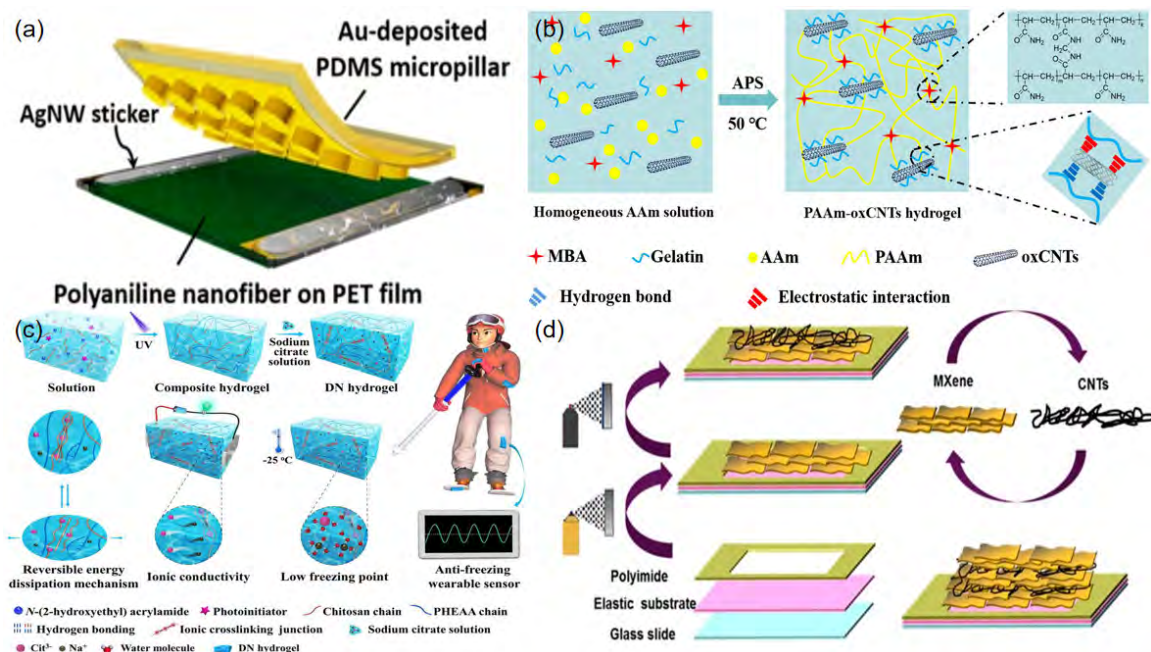 (a)
Au-deposited
PDMS micropillar
AgNW sticker
Polyaniline nanofiber on PET film
(b)
APS
50 °C
Homogeneous AAm solution
PAAm-oxCNTs hydrogel
MBA
Gelatin
AAm
PAAm
oxCNTs
Hydrogen bond
Electrostatic interaction
(c)
UV
Sodium
citrate
solution
Solution
Composite hydrogel
DN hydrogel
-25 °C
Reversible energy
dissipation mechanism
Ionic conductivity
Low freezing point
Anti-freezing
wearable sensor
N-(2-hydroxyethyl) acrylamide
Photoinitiator
Chitosan chain
PHEAA chain
Hydrogen bonding
Ionic crosslinking junction
Sodium citrate solution
Cit³⁻
Na⁺
Water molecule
DN hydrogel
(d)
MXene
CNTs
Polyimide
Elastic substrate
Glass slide